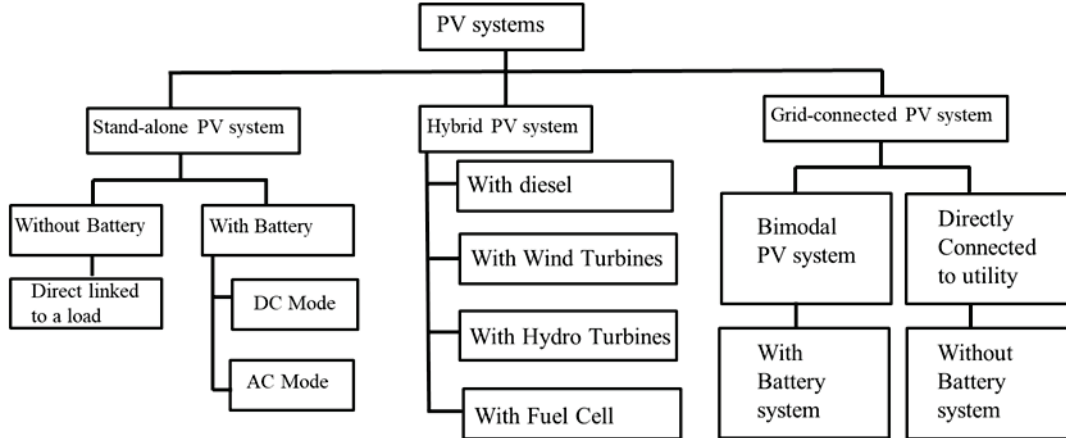 PV systems
Stand-alone PV system
Hybrid PV system
Grid-connected PV system
Without Battery
With Battery
Direct linked
to a load
DC Mode
AC Mode
With diesel
With Wind Turbines
With Hydro Turbines
With Fuel Cell
Bimodal
PV system
Directly
Connected
to utility
With
Battery
system
Without
Battery
system